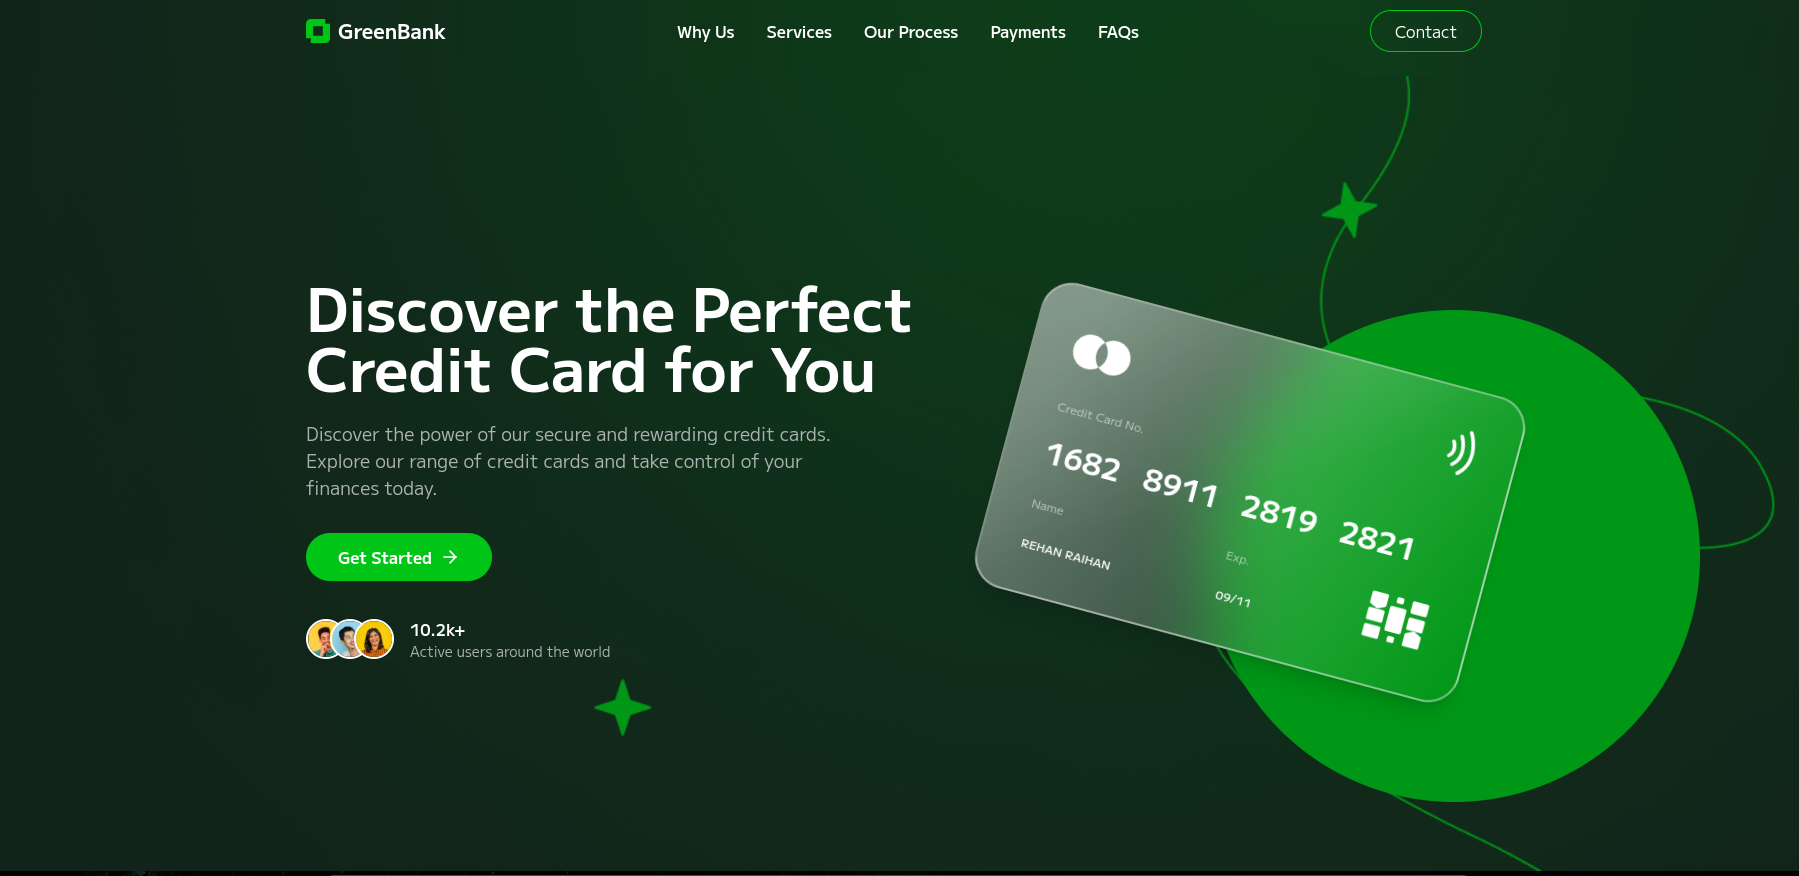 GreenBank
Why Us
Services
Our Process
Payments
FAQs
Contact
Discover the Perfect
Credit Card for You
Discover the power of our secure and rewarding credit cards.
Explore our range of credit cards and take control of your
finances today.
Get Started
10.2k+
Active users around the world
Credit Card No.
1682 8911 2819 2821
Name
Exp.
REHAN RAIHAN
09/11